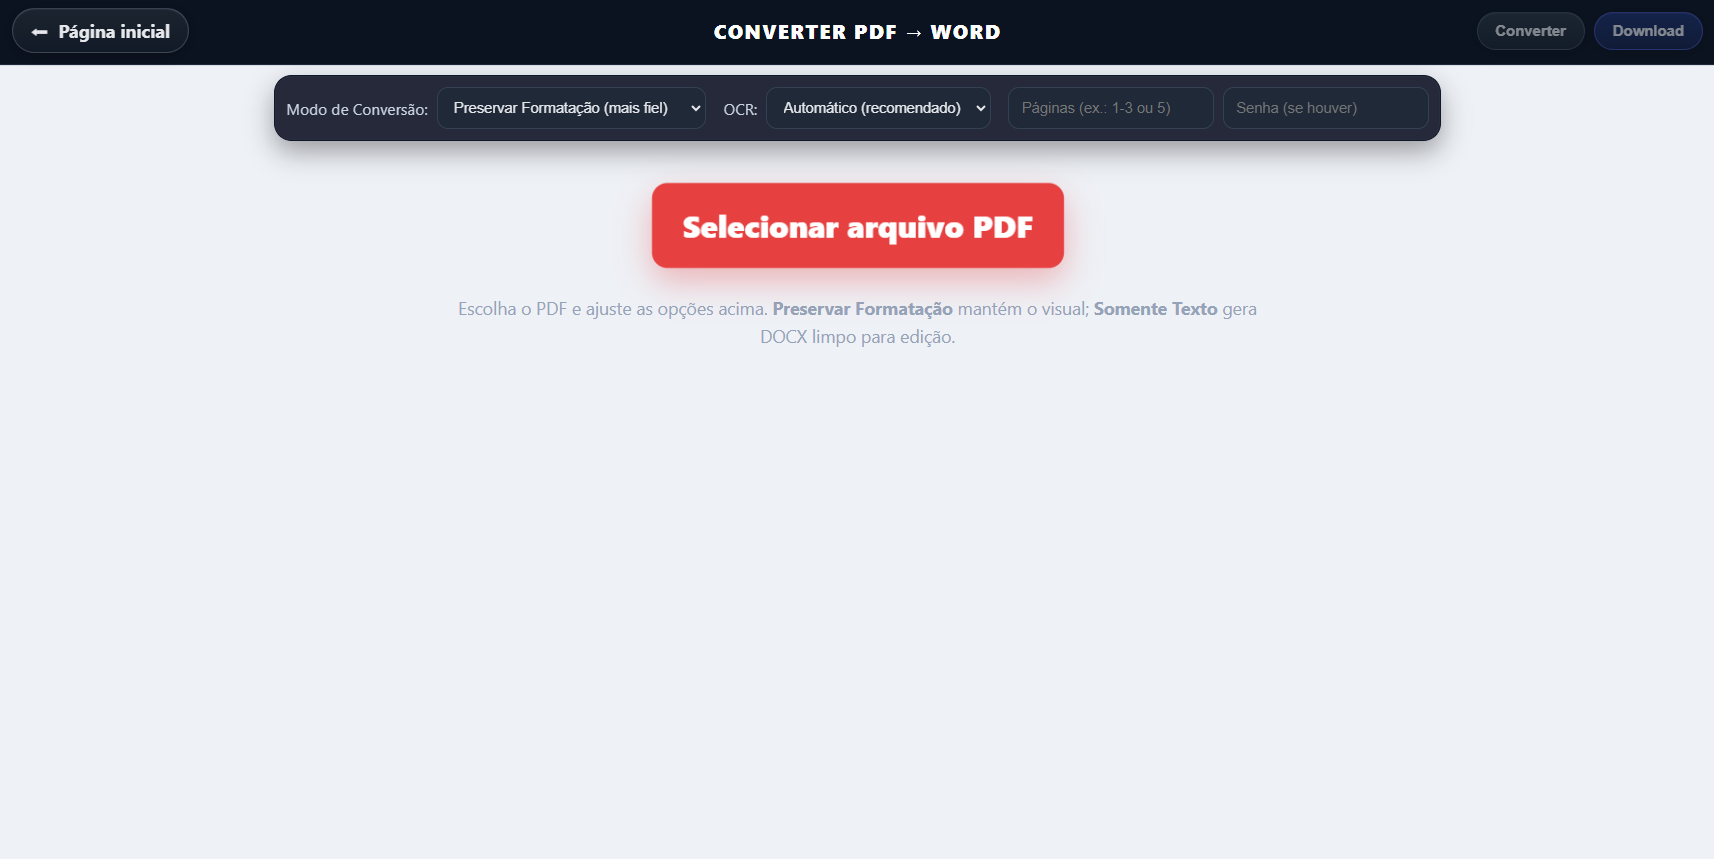 Página inicial
CONVERTER PDF → WORD
Converter
Download
Modo de Conversão:
Preservar Formatação (mais fiel)
OCR:
Automático (recomendado)
Páginas (ex.: 1-3 ou 5)
Senha (se houver)
Selecionar arquivo PDF
Escolha o PDF e ajuste as opções acima. Preservar Formatação mantém o visual; Somente Texto gera
DOCX limpo para edição.